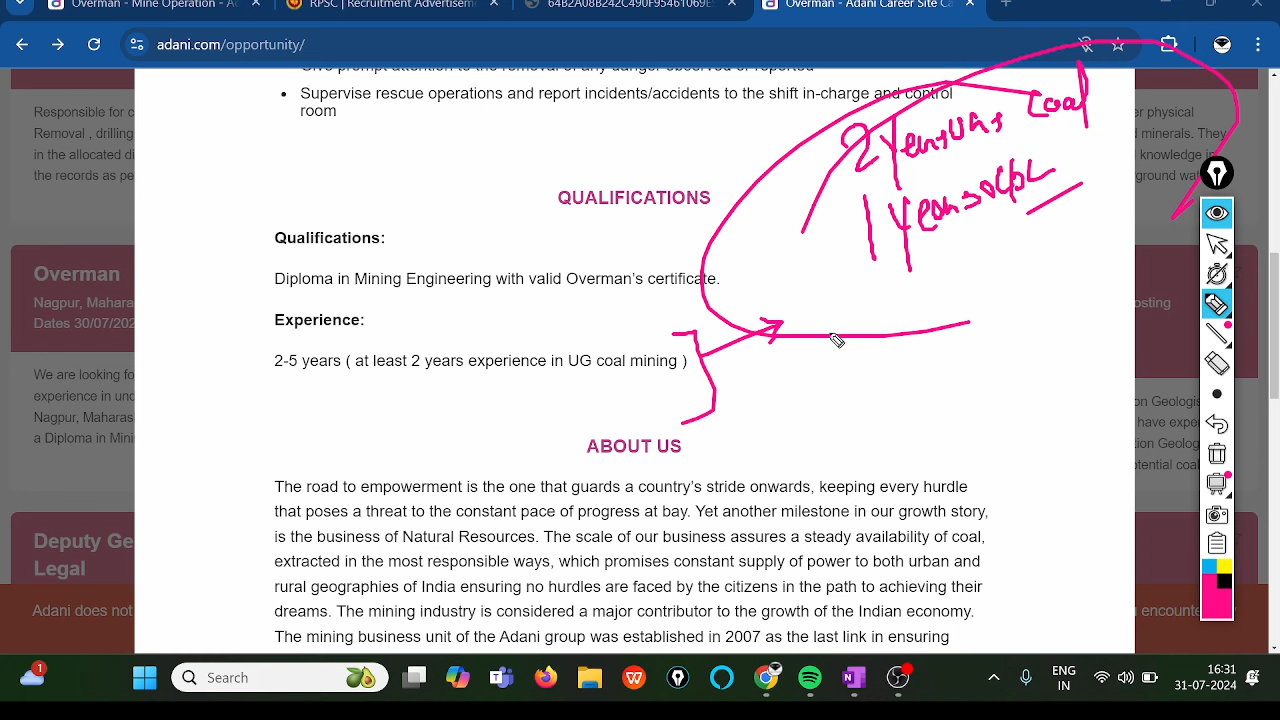 Overman - Mine Operation - Ad
RPSC | Recruitment Advertiseme
64B2A08B242C490F95461069E
Overman - Adani Career Site
adani.com/opportunity/
Supervise rescue operations and report incidents/accidents to the shift in-charge and control
room
QUALIFICATIONS
Qualifications:
Diploma in Mining Engineering with valid Overman's certificate.
Experience:
2-5 years ( at least 2 years experience in UG coal mining )
2 Years UG Coal
1 Years
ABOUT US
The road to empowerment is the one that guards a country's stride onwards, keeping every hurdle
that poses a threat to the constant pace of progress at bay. Yet another milestone in our growth story,
is the business of Natural Resources. The scale of our business assures a steady availability of coal,
extracted in the most responsible ways, which promises constant supply of power to both urban and
rural geographies of India ensuring no hurdles are faced by the citizens in the path to achieving their
dreams. The mining industry is considered a major contributor to the growth of the Indian economy.
The mining business unit of the Adani group was established in 2007 as the last link in ensuring
Responsible for c
Removal , drilling
in the allocated di
the records as pe
Overman
Nagpur, Mahara
Dates 30/07/202
We are looking fo
experience in und
Nagpur, Maharas
a Diploma in Mini
Deputy Ge
Legal
Adani does not
er physical
d minerals. They
l knowledge in
ground wat
osting
on Geologis
have expe
tion Geolog
otential coa
encounte
1
Search
ENG
IN
16:31
31-07-2024